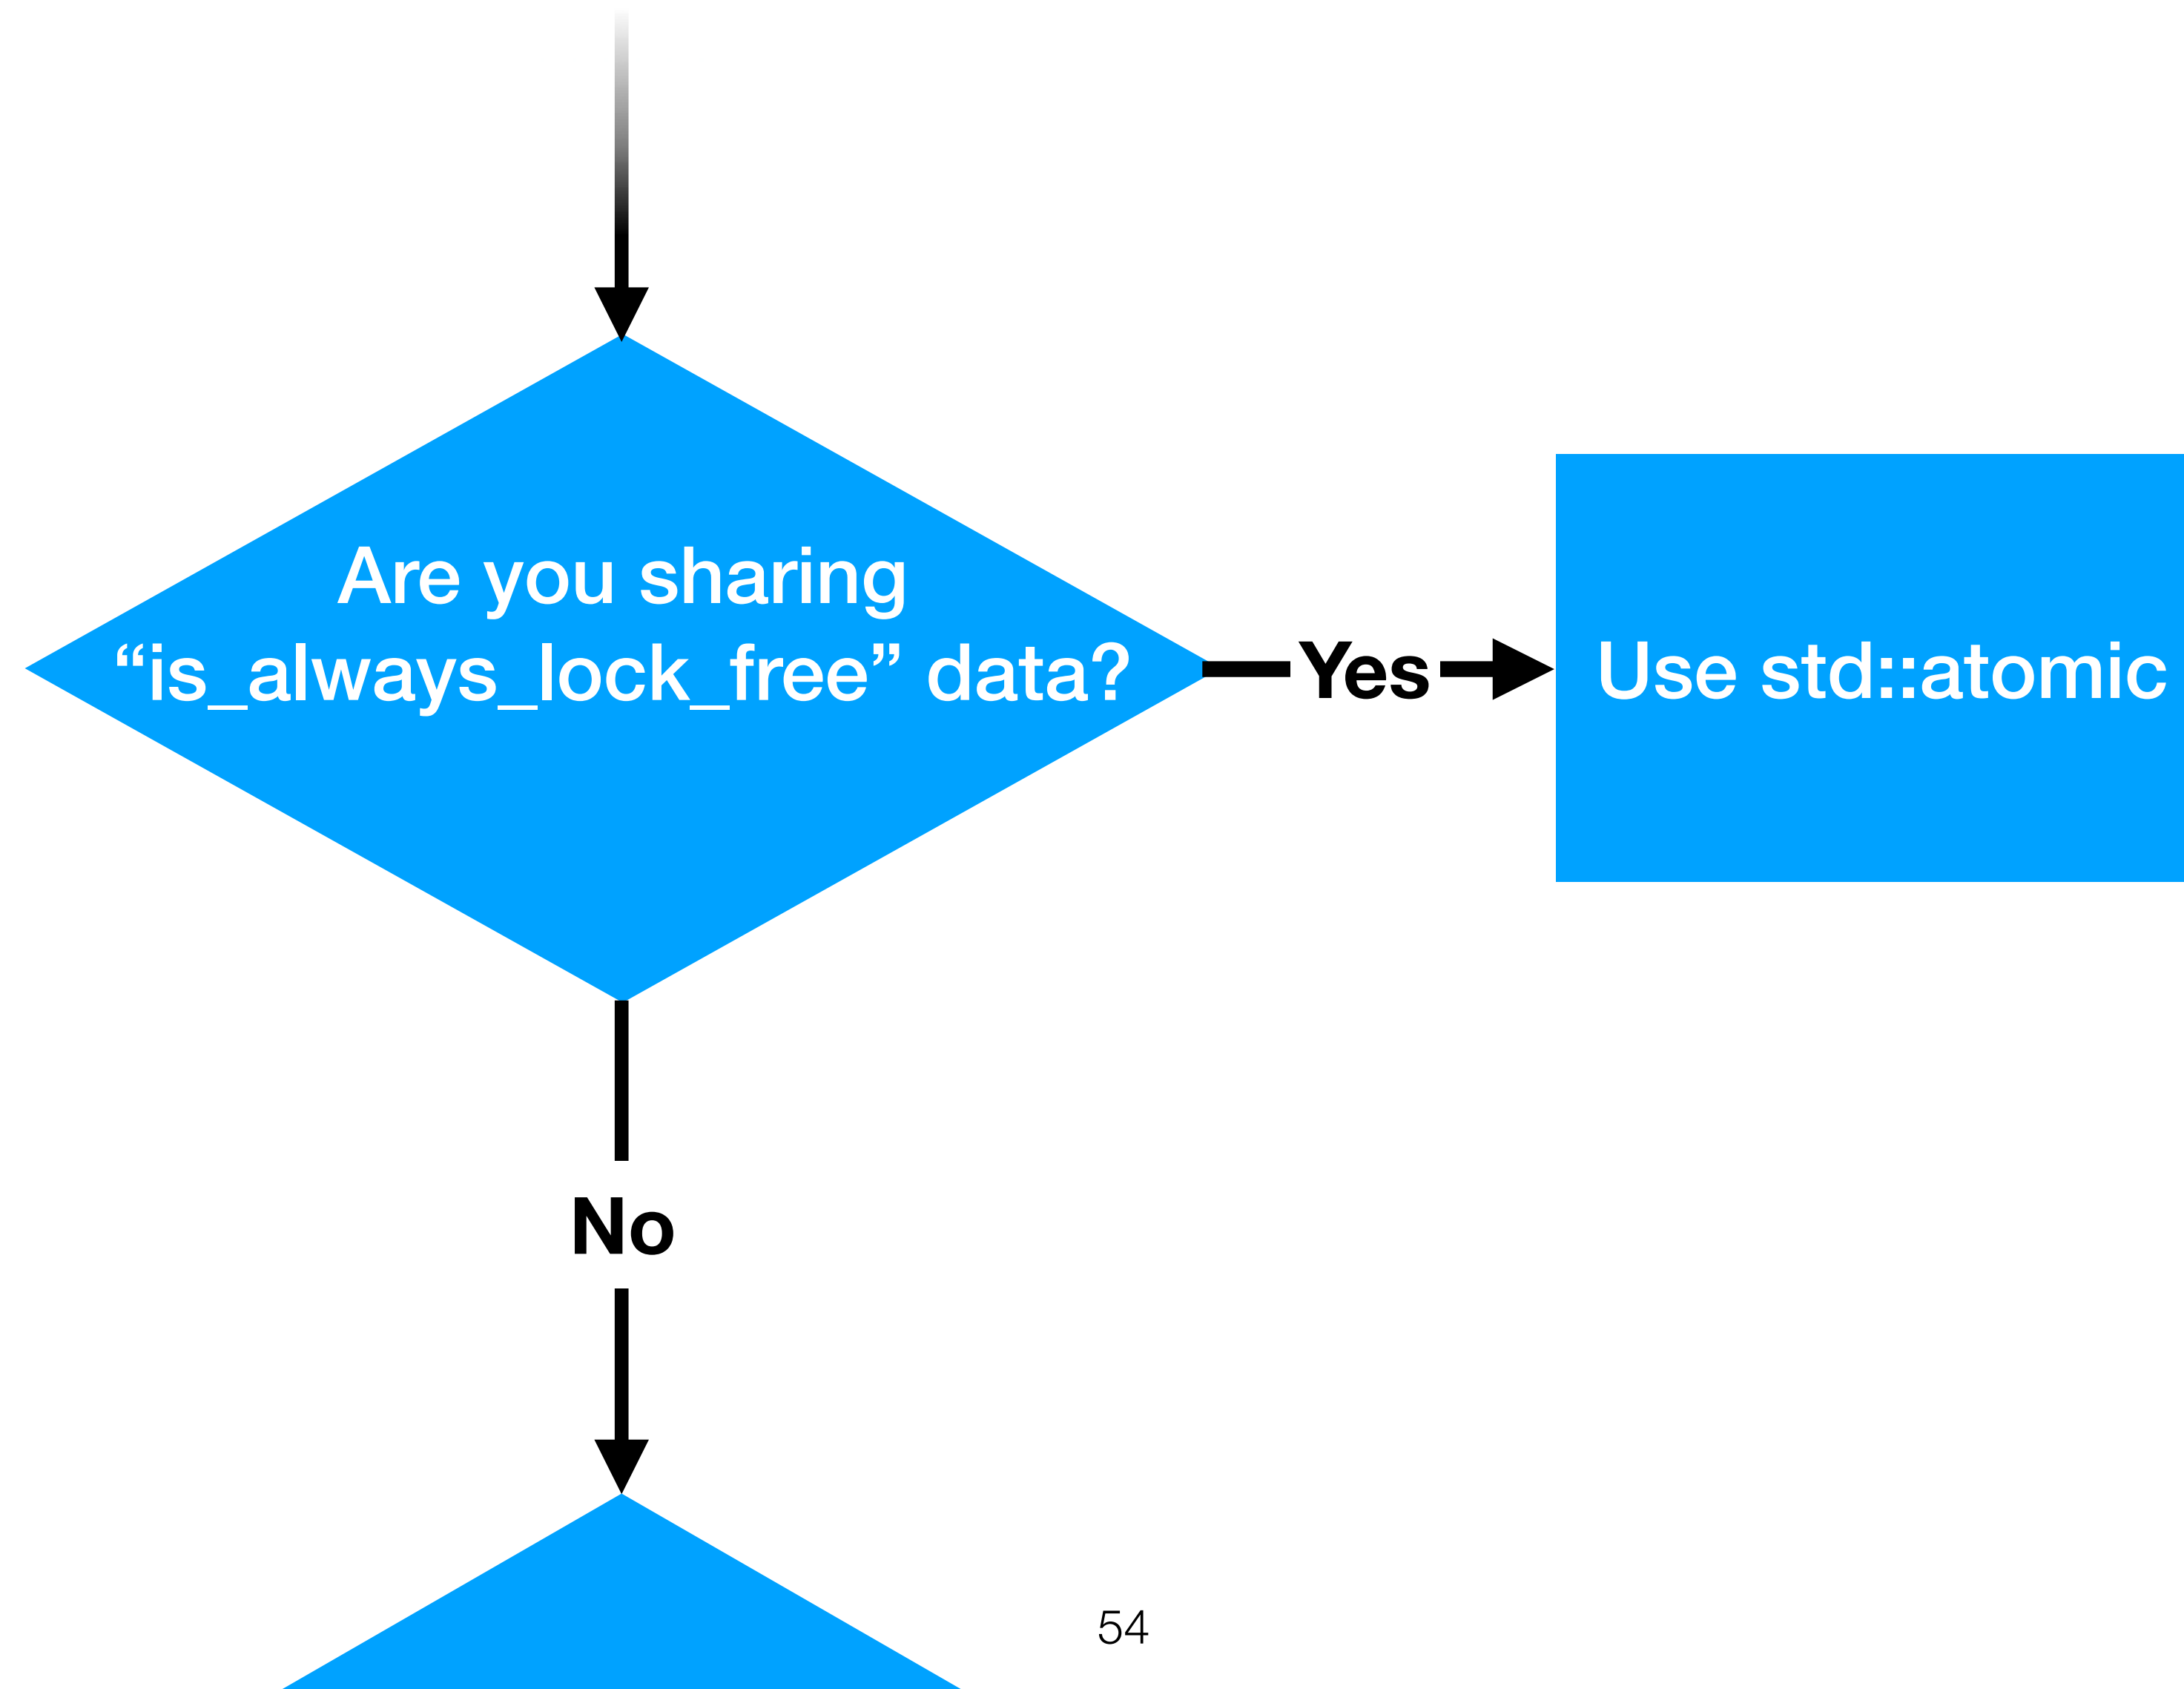 Are you sharing
“is_always_lock_free” data?
Yes
Use std::atomic
No
54